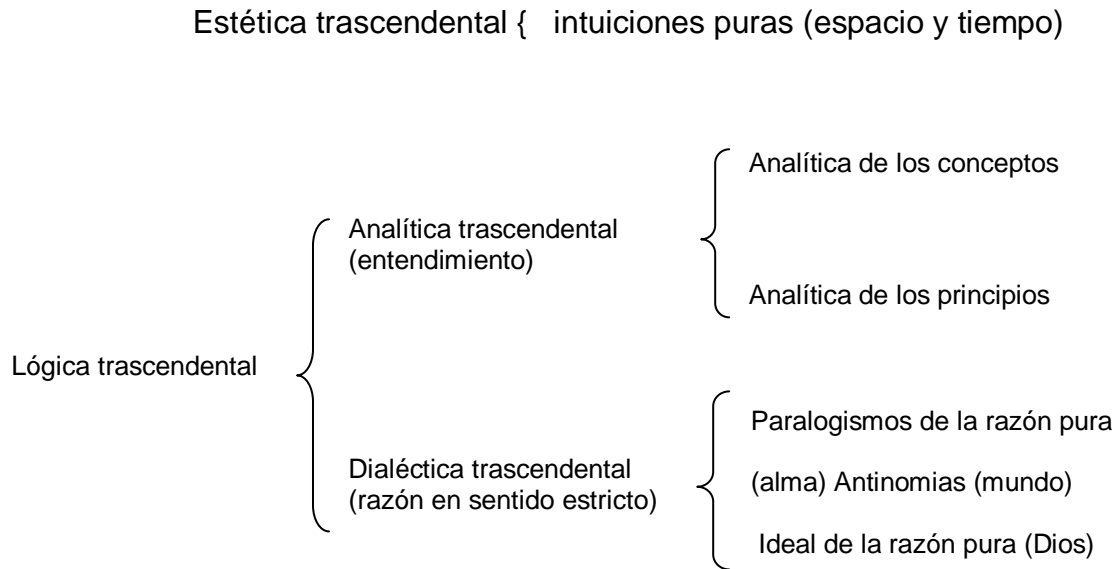 Estética trascendental { intuiciones puras (espacio y tiempo)
Analítica de los conceptos
Analítica trascendental
(entendimiento)
Analítica de los principios
Lógica trascendental
Paralogismos de la razón pura
Dialéctica trascendental
(razón en sentido estricto)
(alma) Antinomias (mundo)
Ideal de la razón pura (Dios)